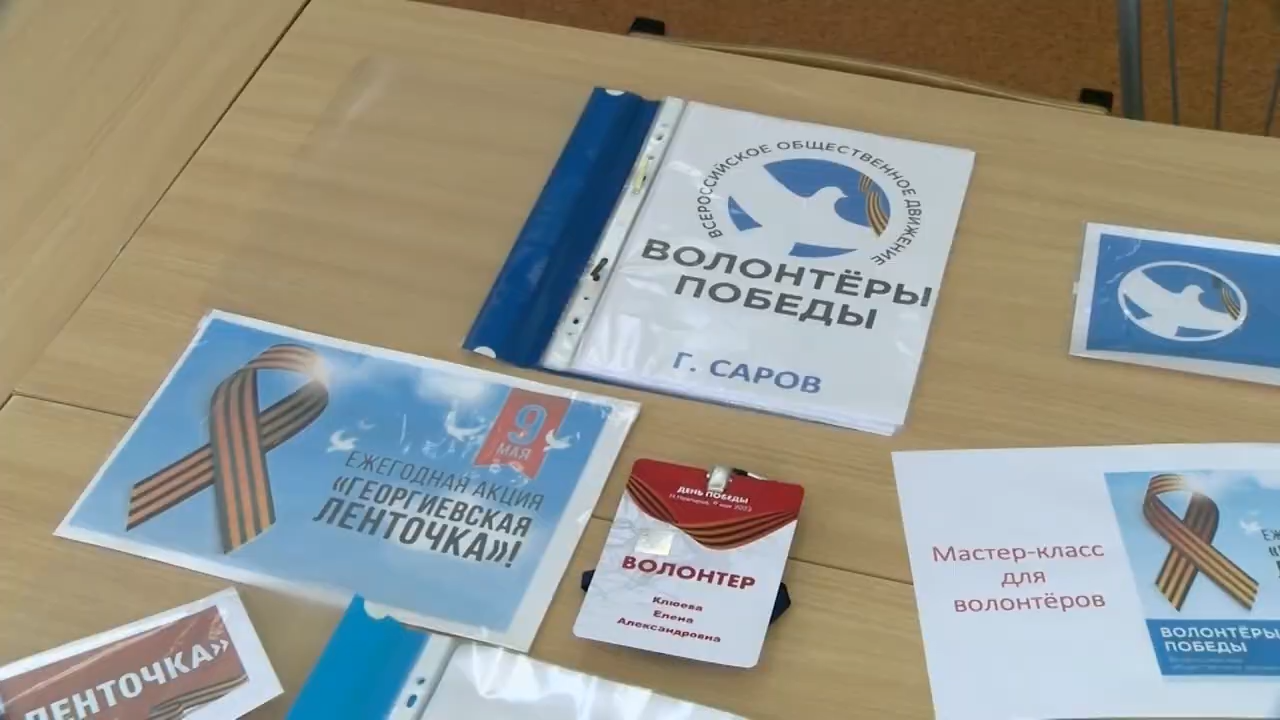 ВСЕРОССИЙСКОЕ ОБЩЕСТВЕННОЕ ДВИЖЕНИЕ
ВОЛОНТЁРЫ
ПОБЕДЫ
Г. САРОВ
9
МАЯ
ЕЖЕГОДНАЯ АКЦИЯ
«ГЕОРГИЕВСКАЯ
ЛЕНТОЧКА»!
ДЕНЬ ПОБЕДЫ
ВОЛОНТЕР
Клюева
Елена
Александровна
Мастер-класс
для
волонтёров
ВОЛОНТЁРЫ
ПОБЕДЫ
ЛЕНТОЧКА»